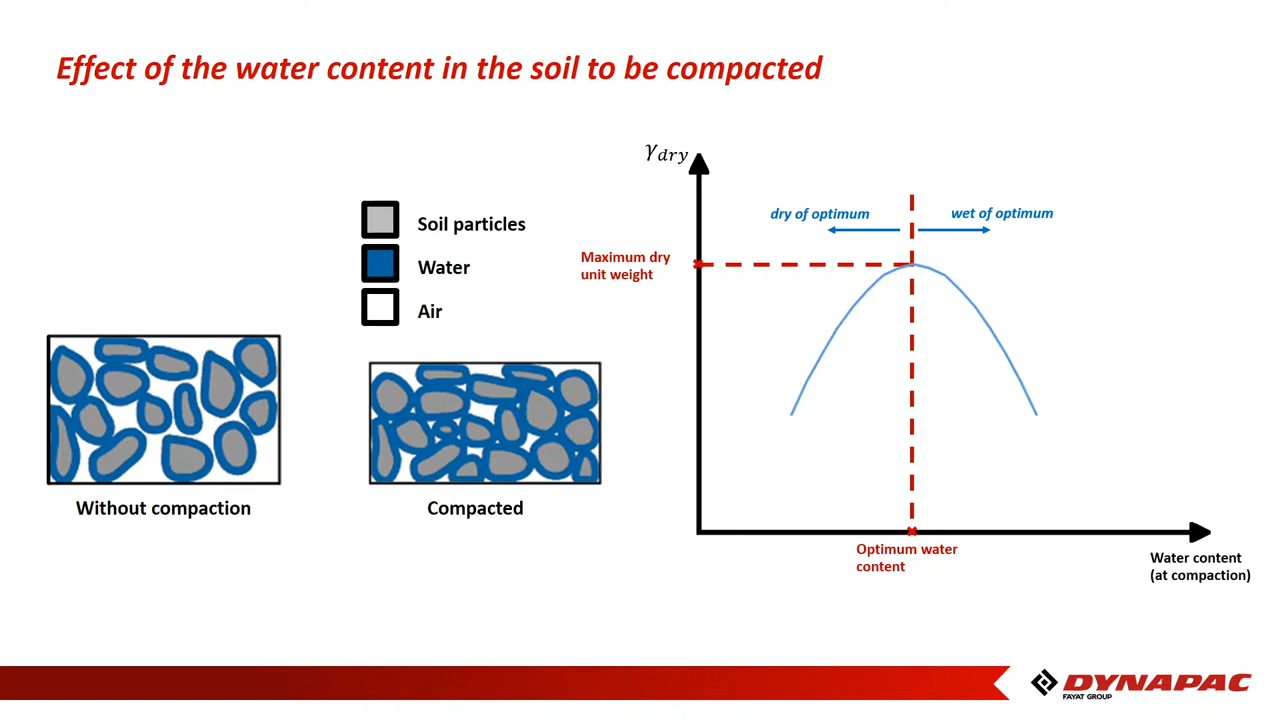 Effect of the water content in the soil to be compacted
Soil particles
Water
Air
Without compaction
Compacted
γdry
dry of optimum
wet of optimum
Maximum dry
unit weight
Optimum water
content
Water content
(at compaction)
DYNAPAC
FAYAT GROUP